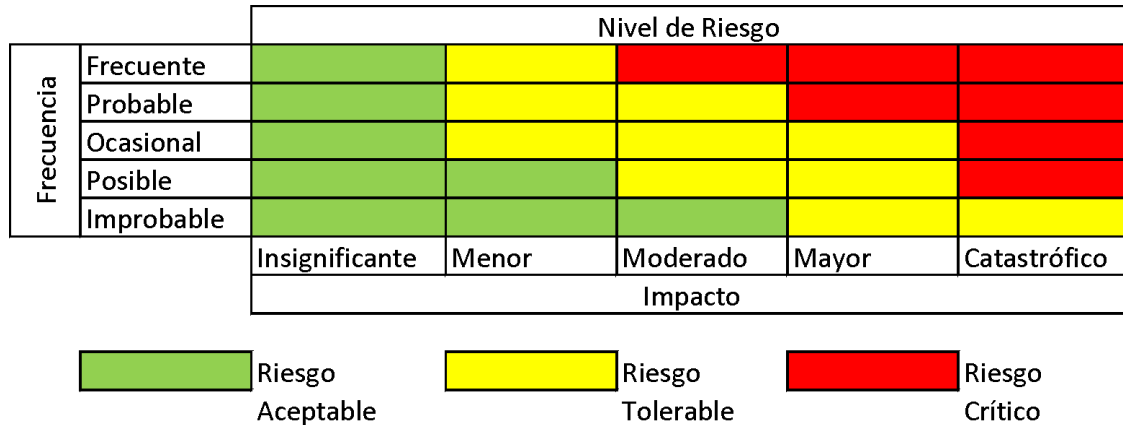 Nivel de Riesgo
Frecuencia
Frecuente
Probable
Ocasional
Posible
Improbable
Insignificante Menor Moderado Mayor Catastrófico
Impacto
Riesgo Aceptable
Riesgo Tolerable
Riesgo Crítico